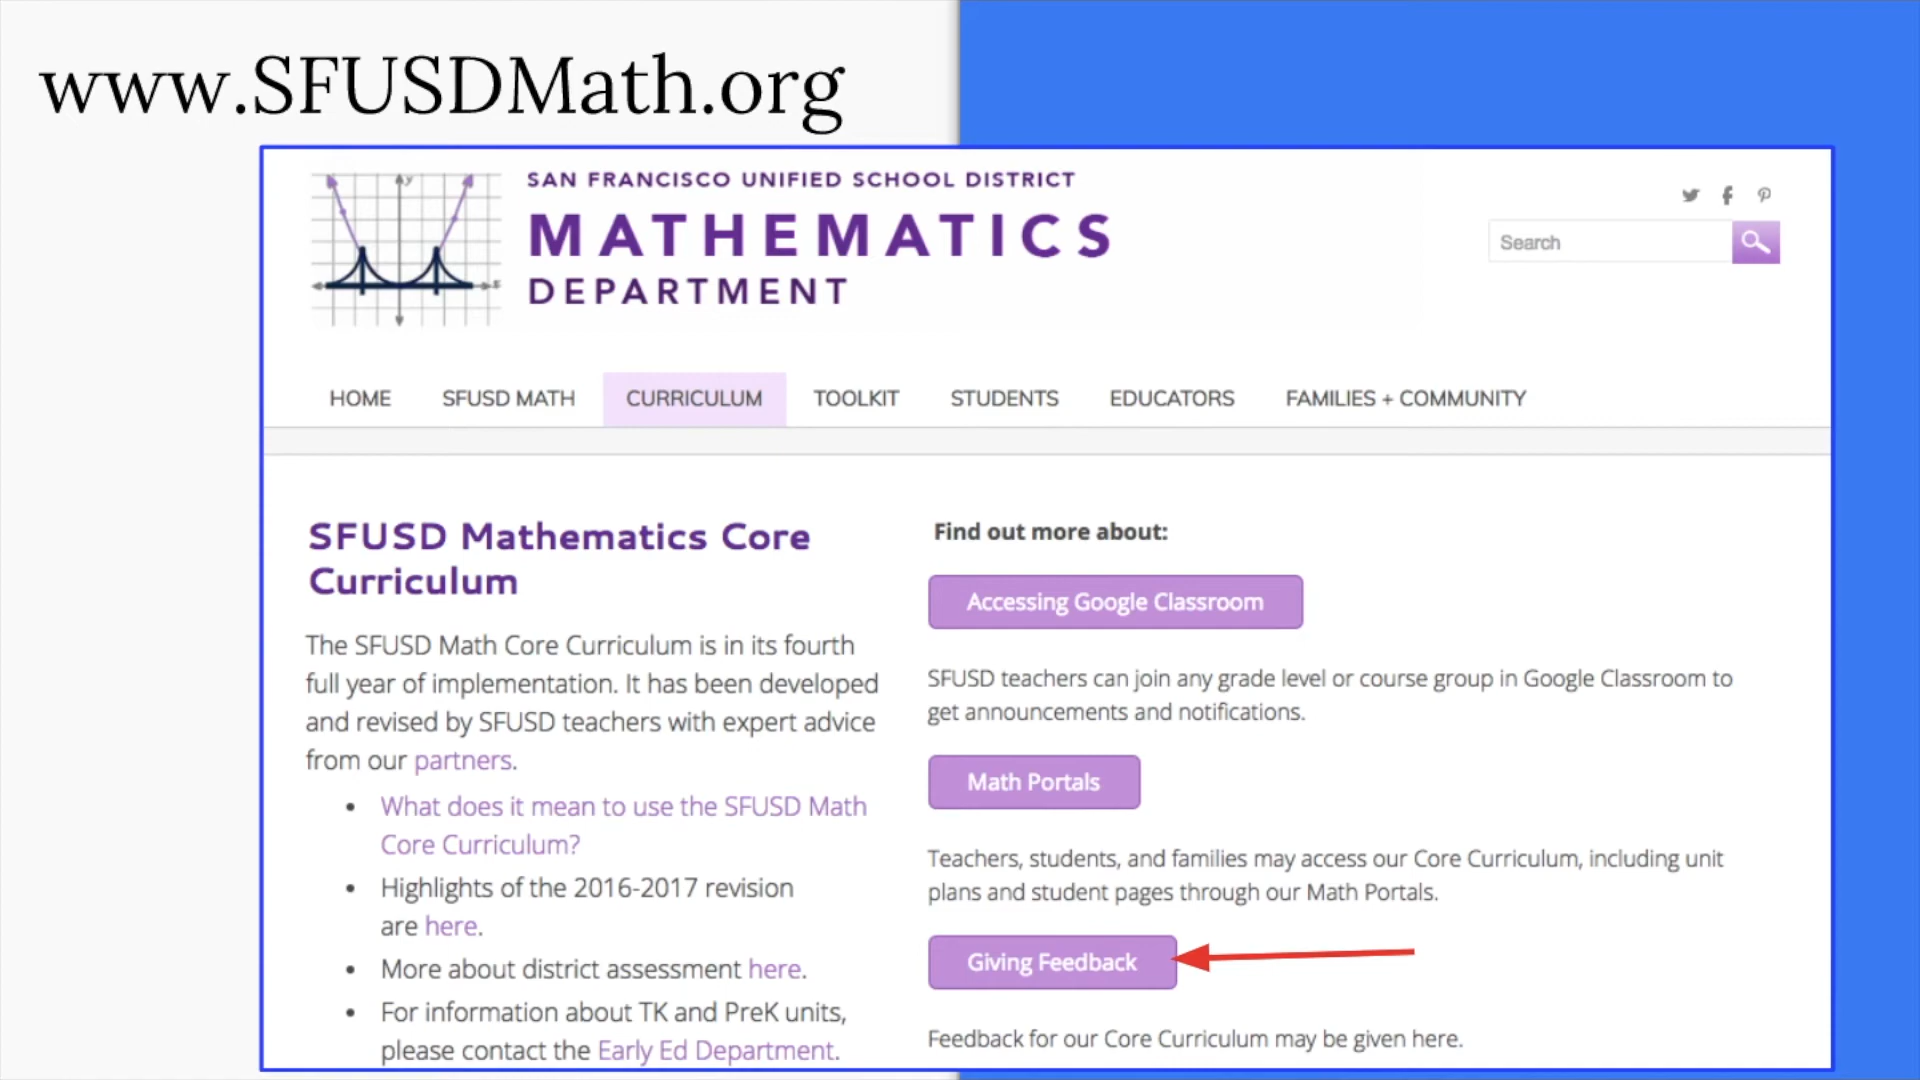 www.SFUSDMath.org
SAN FRANCISCO UNIFIED SCHOOL DISTRICT
MATHEMATICS
DEPARTMENT
y
x
Search
HOME SFUSD MATH CURRICULUM TOOLKIT STUDENTS EDUCATORS FAMILIES + COMMUNITY
SFUSD Mathematics Core
Curriculum
The SFUSD Math Core Curriculum is in its fourth
full year of implementation. It has been developed
and revised by SFUSD teachers with expert advice
from our partners.
• What does it mean to use the SFUSD Math
Core Curriculum?
• Highlights of the 2016-2017 revision
are here.
• More about district assessment here.
• For information about TK and PreK units,
please contact the Early Ed Department.
Find out more about:
Accessing Google Classroom
SFUSD teachers can join any grade level or course group in Google Classroom to
get announcements and notifications.
Math Portals
Teachers, students, and families may access our Core Curriculum, including unit
plans and student pages through our Math Portals.
Giving Feedback
Feedback for our Core Curriculum may be given here.